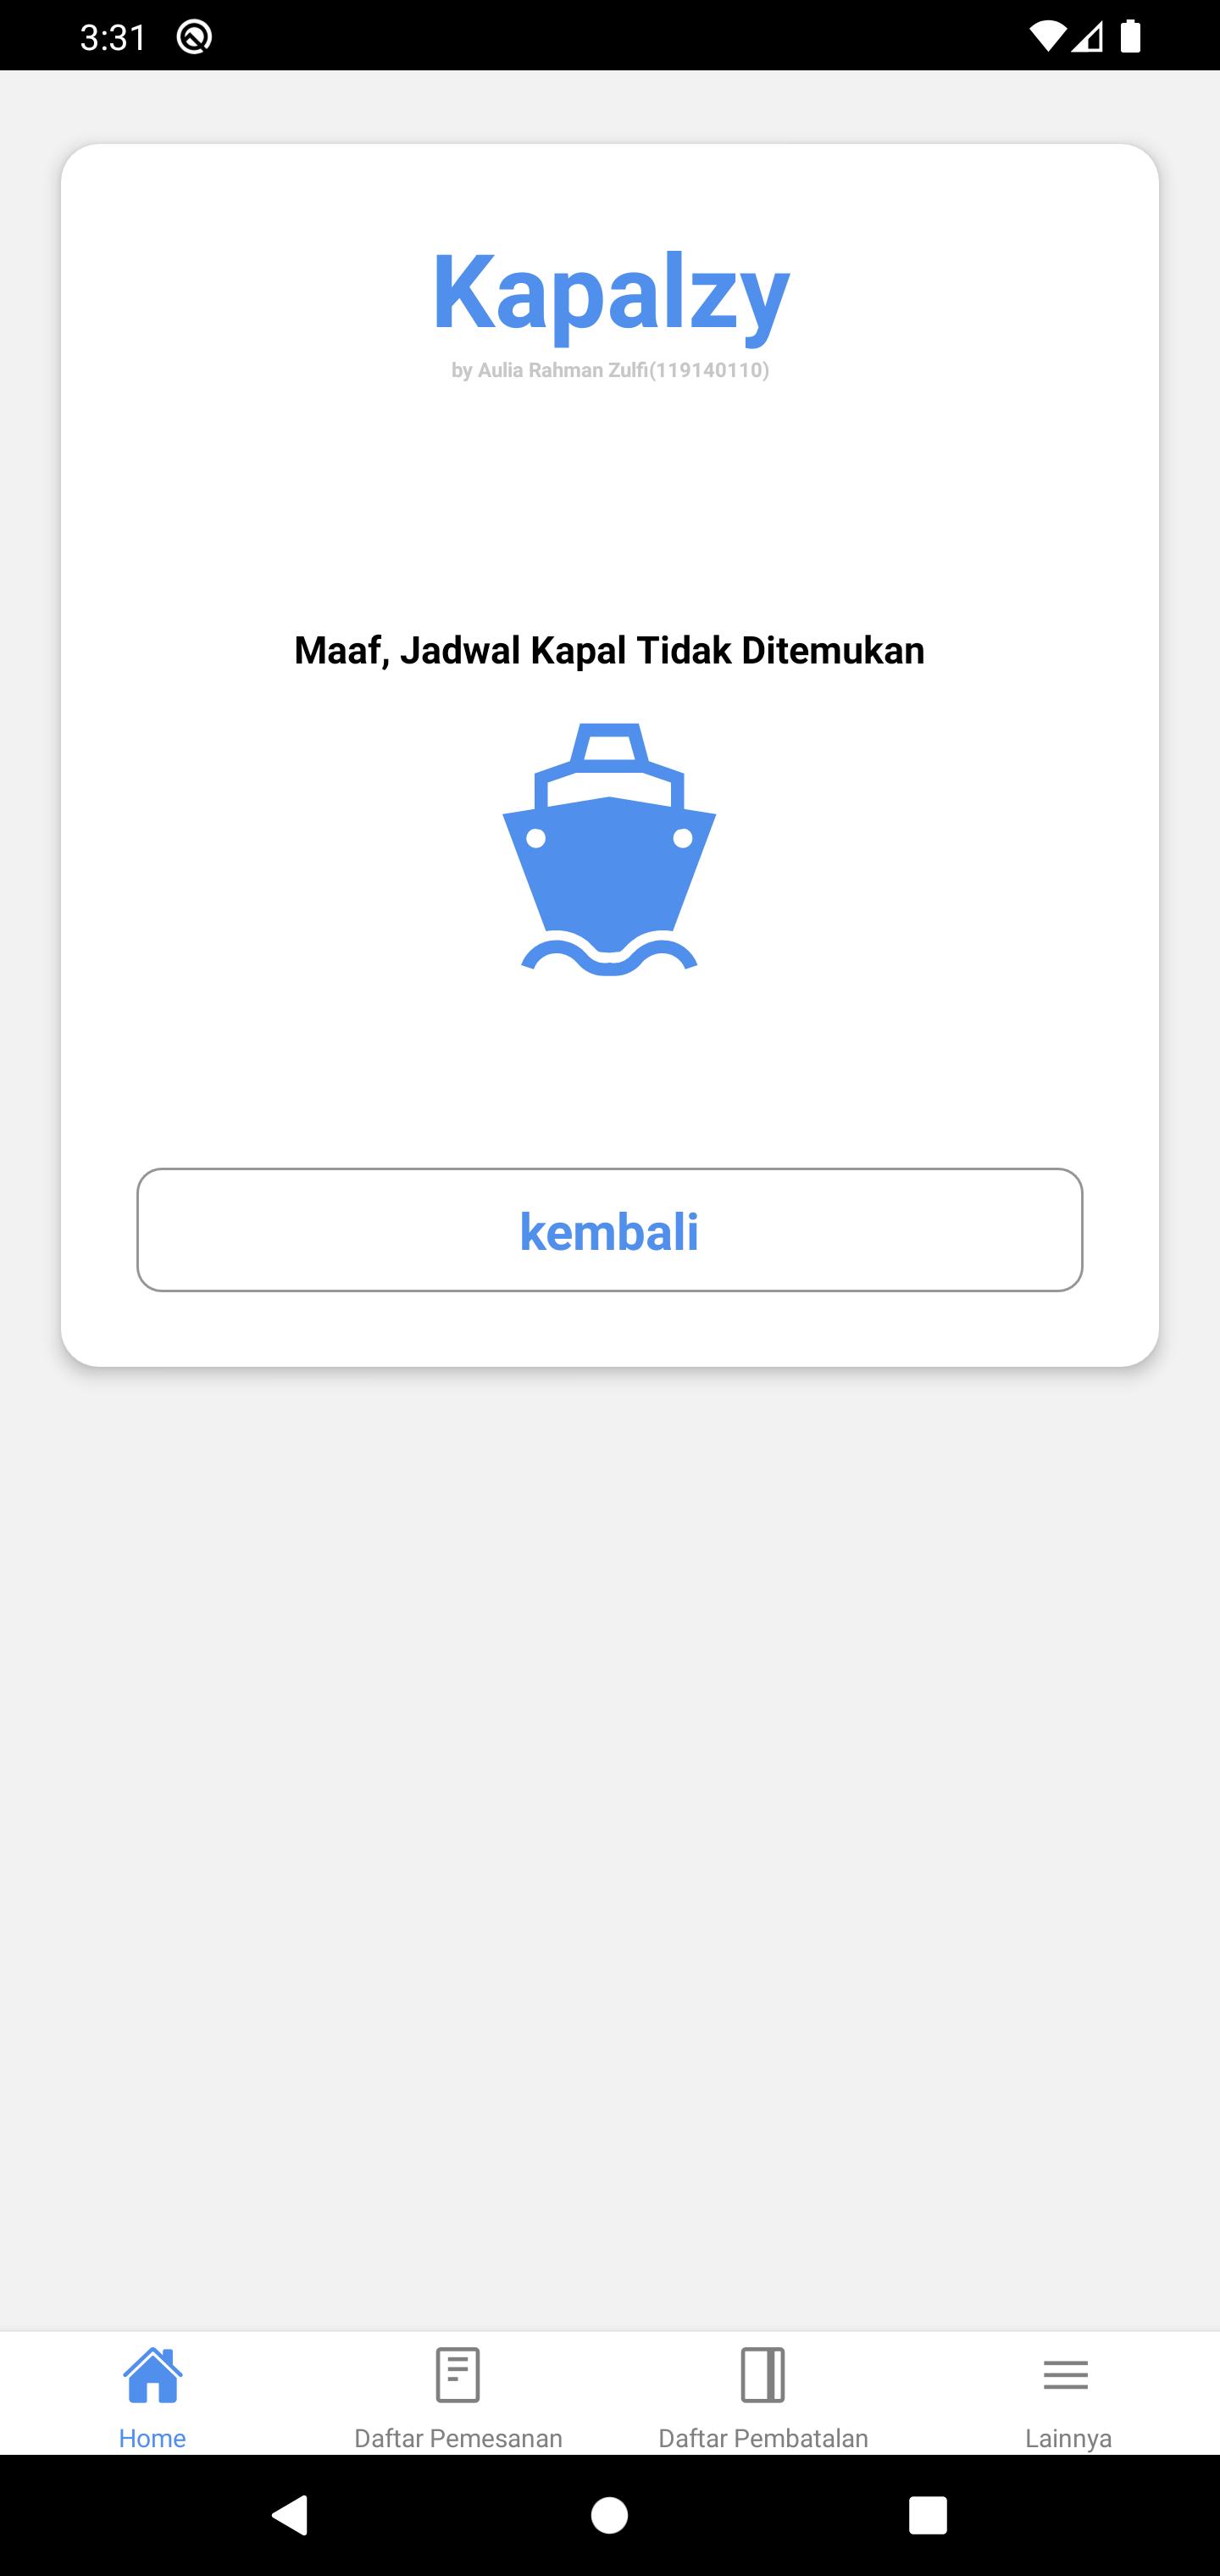 3:31
Kapalzy
by Aulia Rahman Zulfi(119140110)
Maaf, Jadwal Kapal Tidak Ditemukan
kembali
Home
Daftar Pemesanan
Daftar Pembatalan
Lainnya